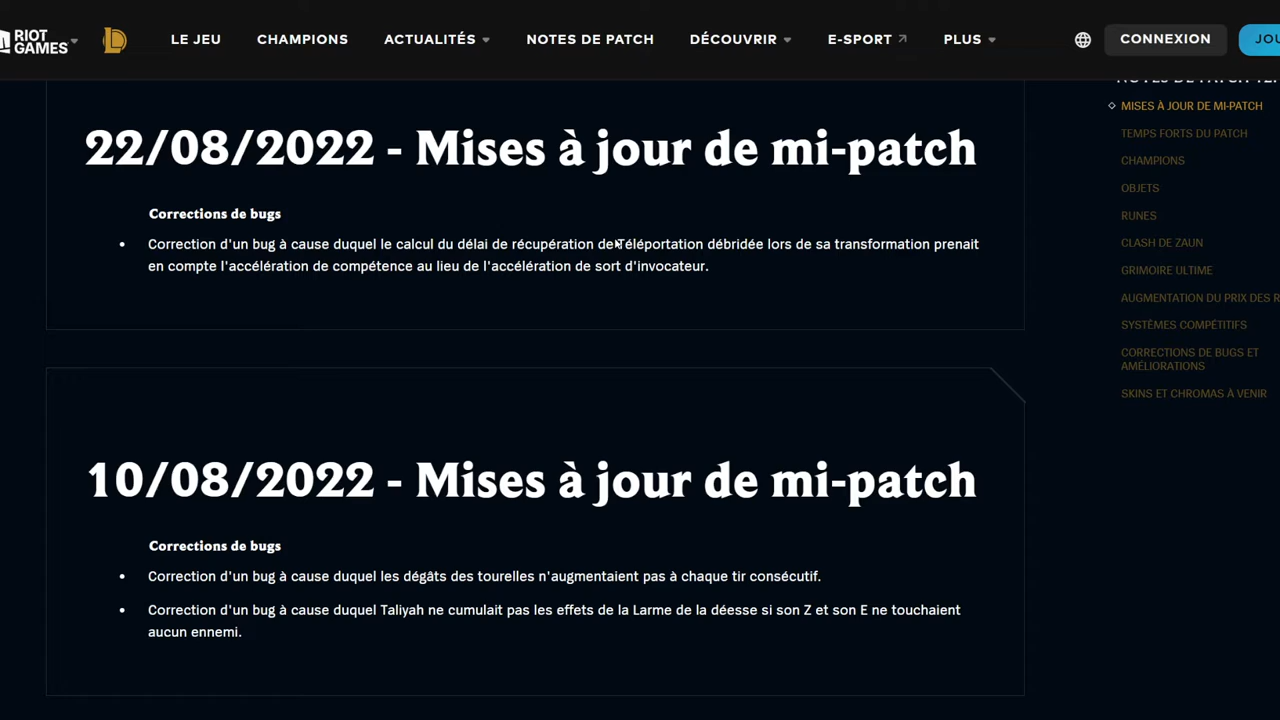 RIOT GAMES
LE JEU
CHAMPIONS
ACTUALITÉS
NOTES DE PATCH
DÉCOUVRIR
E-SPORT
PLUS
CONNEXION
JOU
NOTES DE PATCH
MISES À JOUR DE MI-PATCH
TEMPS FORTS DU PATCH
CHAMPIONS
OBJETS
RUNES
CLASH DE ZAUN
GRIMOIRE ULTIME
AUGMENTATION DU PRIX DES R
SYSTÈMES COMPÉTITIFS
CORRECTIONS DE BUGS ET
AMÉLIORATIONS
SKINS ET CHROMAS À VENIR
22/08/2022 - Mises à jour de mi-patch
Corrections de bugs
• Correction d'un bug à cause duquel le calcul du délai de récupération de Téléportation débridée lors de sa transformation prenait
en compte l'accélération de compétence au lieu de l'accélération de sort d'invocateur.
10/08/2022 - Mises à jour de mi-patch
Corrections de bugs
• Correction d'un bug à cause duquel les dégâts des tourelles n'augmentaient pas à chaque tir consécutif.
• Correction d'un bug à cause duquel Taliyah ne cumulait pas les effets de la Larme de la déesse si son Z et son E ne touchaient
aucun ennemi.